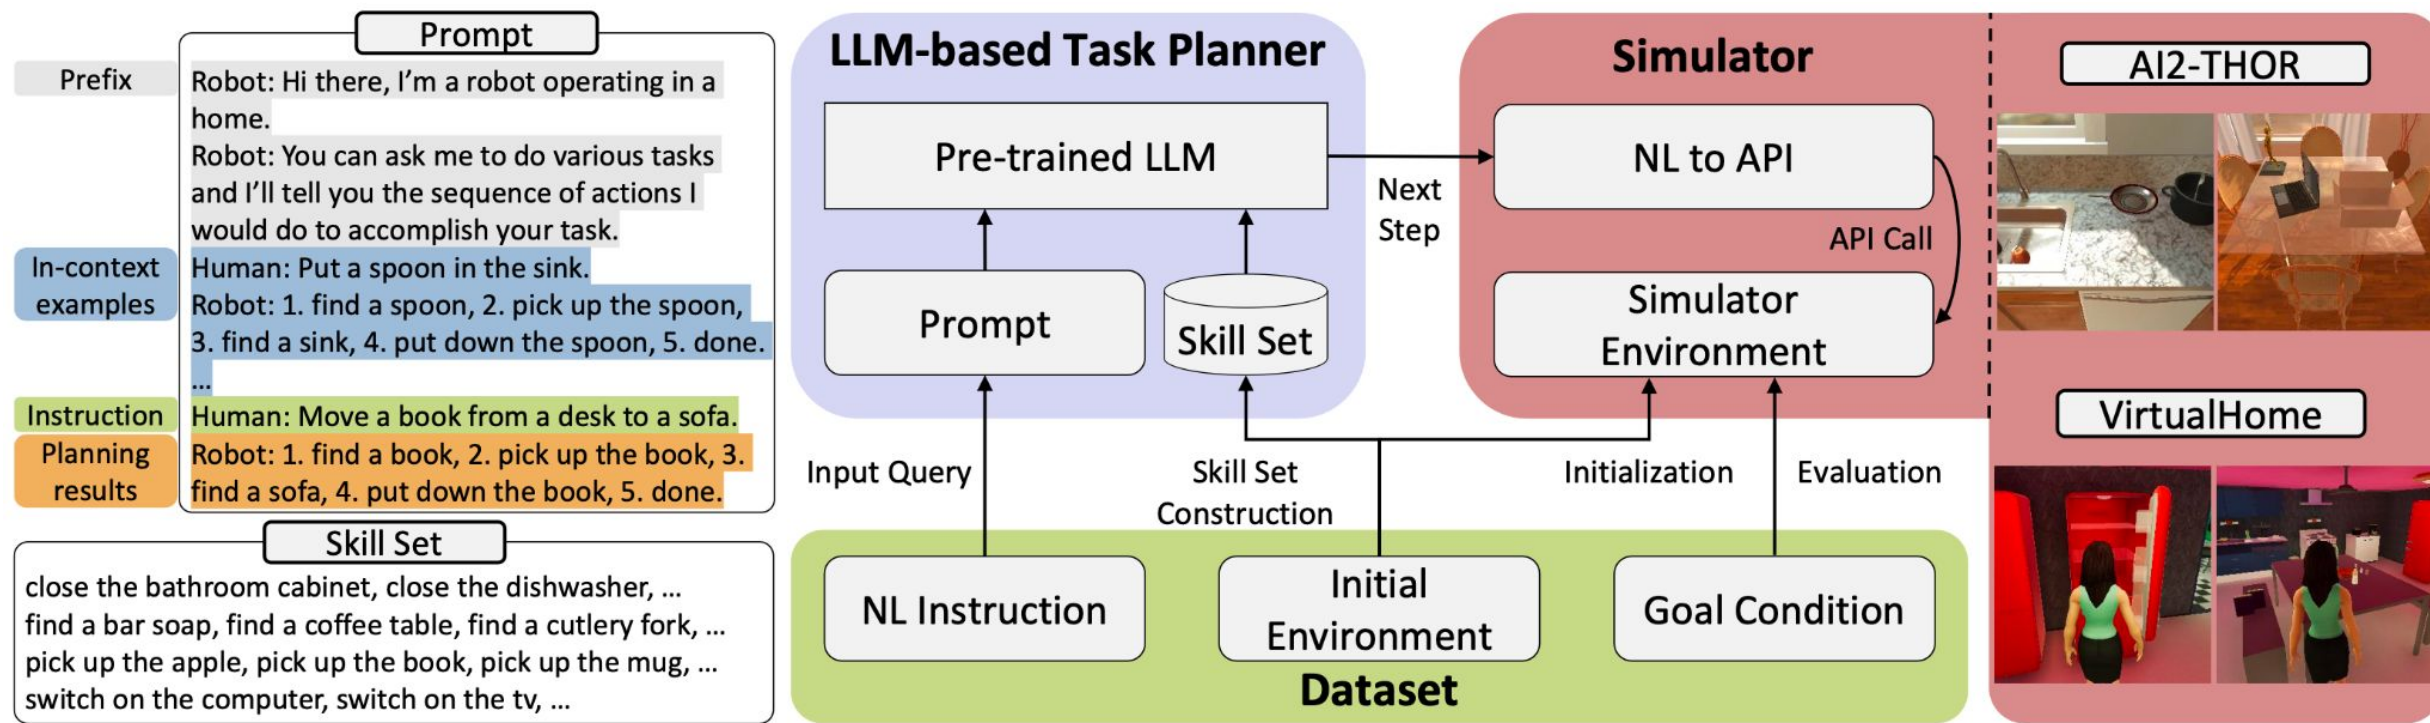 Prompt
Prefix
Robot: Hi there, I'm a robot operating in a
home.
Robot: You can ask me to do various tasks
and I'll tell you the sequence of actions I
would do to accomplish your task.
In-context
examples
Human: Put a spoon in the sink.
Robot: 1. find a spoon, 2. pick up the spoon,
3. find a sink, 4. put down the spoon, 5. done.
...
Instruction
Human: Move a book from a desk to a sofa.
Planning
results
Robot: 1. find a book, 2. pick up the book, 3.
find a sofa, 4. put down the book, 5. done.
Skill Set
close the bathroom cabinet, close the dishwasher, ...
find a bar soap, find a coffee table, find a cutlery fork, ...
pick up the apple, pick up the book, pick up the mug, ...
switch on the computer, switch on the tv, ...
LLM-based Task Planner
Pre-trained LLM
Prompt
Skill Set
Next
Step
Simulator
NL to API
API Call
Simulator
Environment
Input Query
Skill Set
Construction
Initialization
Evaluation
NL Instruction
Initial
Environment
Goal Condition
Dataset
AI2-THOR
VirtualHome